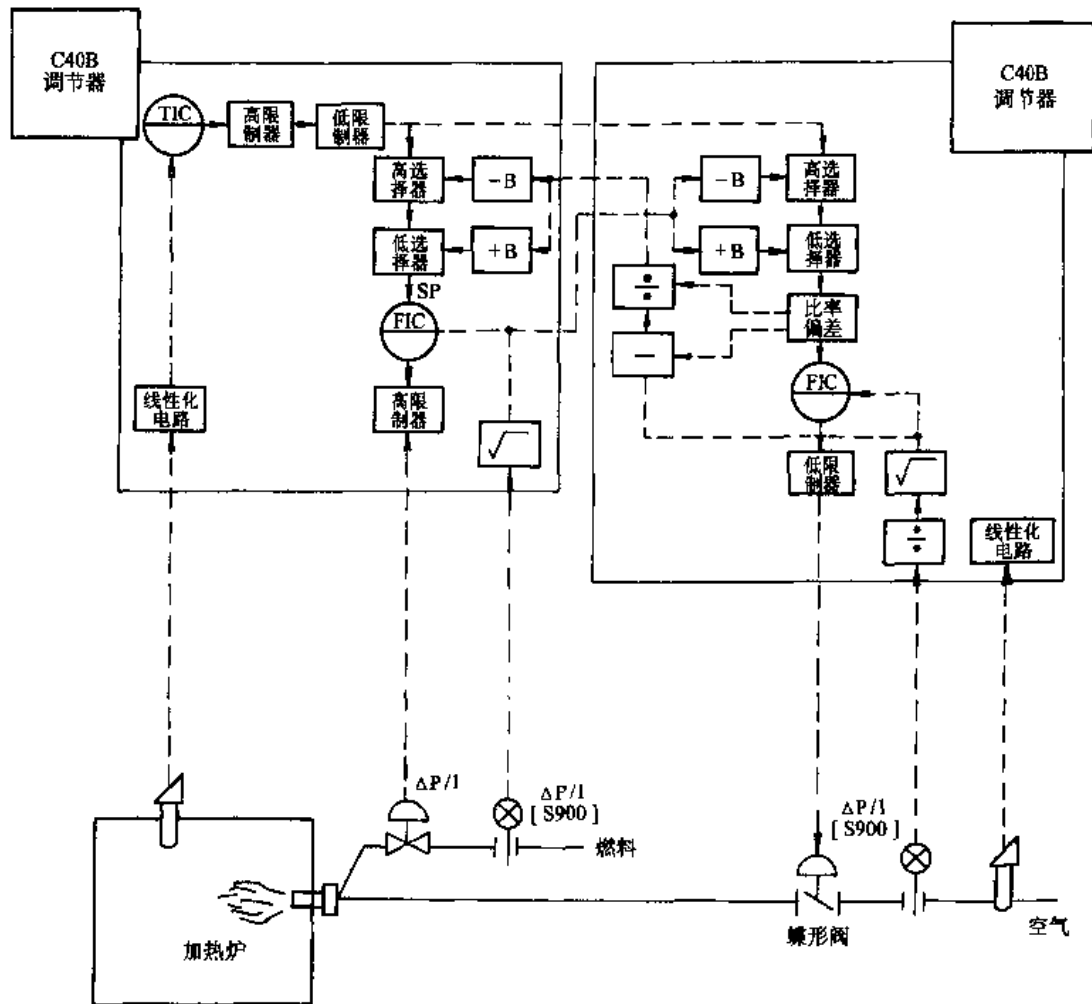 C40B
调节器
C40B
调节器
TIC
高限
制器
低限
制器
高选
择器
−B
−B
高选
择器
低选
择器
+B
+B
低选
择器
SP
÷
FIC
比率
偏差
−
FIC
线性化
电路
高限
制器
√
低限
制器
√
÷
线性化
电路
ΔP/I
ΔP/I
[S900]
ΔP/I
[S900]
燃料
加热炉
蝶形阀
空气